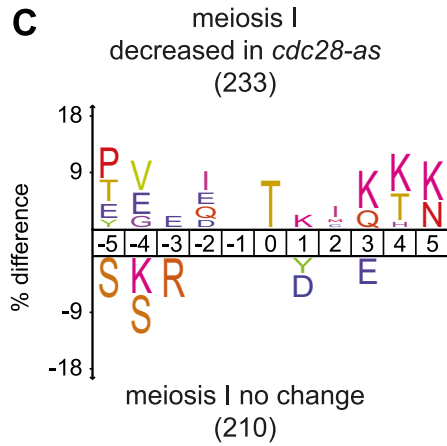 C
meiosis I
decreased in cdc28-as
(233)
% difference
18
9
-9
-18
P T E Y
V E G
E
I E Q D
T
K
I M S
K Q
K T H
K N
-5 -4 -3 -2 -1 0 1 2 3 4 5
S
K S
R
Y D
E
meiosis I no change
(210)